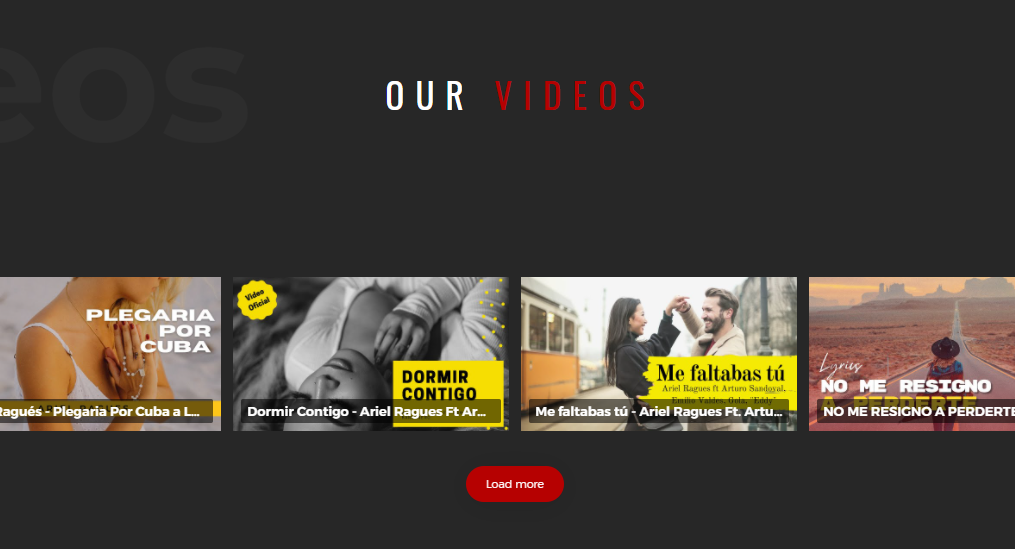 eos
OUR VIDEOS
PLEGARIA
POR
CUBA
Ragués - Plegaria Por Cuba a L...
Video
Oficial
DORMIR
CONTIGO
Dormir Contigo - Ariel Ragues Ft Ar...
Me faltabas tú
Ariel Ragues ft Arturo Sandoval,
Emilio Valdes, Gola, "Eddy"
Me faltabas tú - Ariel Ragues Ft. Artu...
Lyrics
NO ME RESIGNO
A PERDERTE
NO ME RESIGNO A PERDERTE
Load more